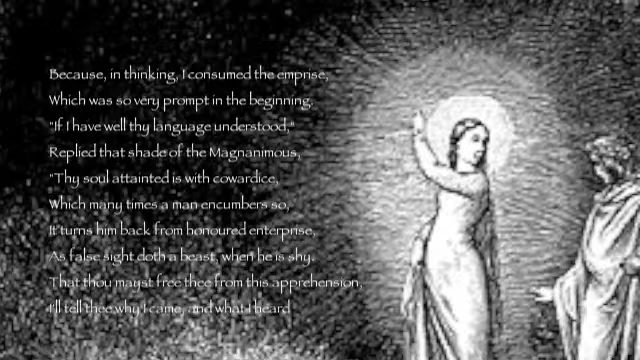 Because, in thinking, I consumed the emprise,
Which was so very prompt in the beginning.
"If I have well thy language understood,"
Replied that shade of the Magnanimous,
"Thy soul attainted is with cowardice,
Which many times a man encumbers so,
It turns him back from honoured enterprise,
As false sight doth a beast, when he is shy.
That thou mayst free thee from this apprehension,
I'll tell thee why I came, and what I heard